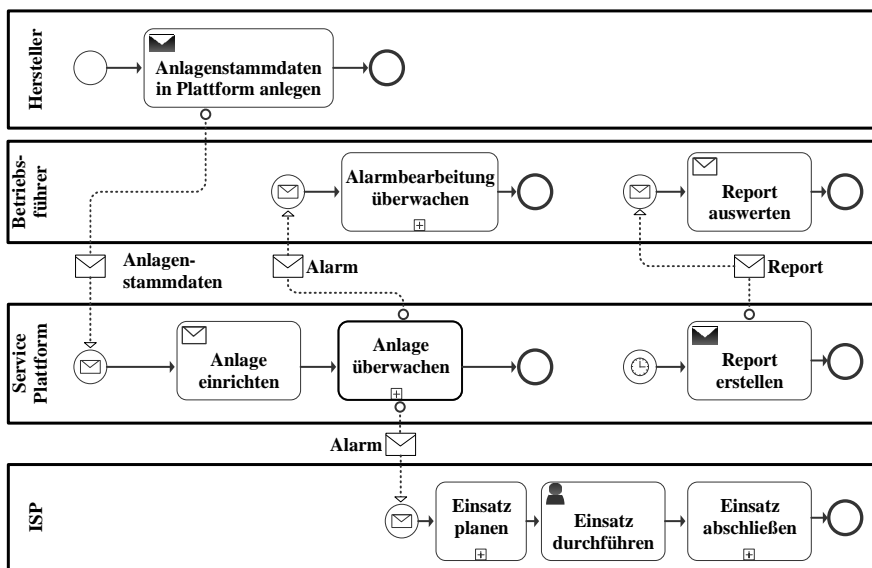 Hersteller
Anlagenstammdaten
in Plattform anlegen
Betriebs-
führer
Alarmbearbeitung
überwachen
Report
auswerten
Anlagen-
stammdaten
Alarm
Report
Service
Plattform
Anlage
einrichten
Anlage
überwachen
Report
erstellen
Alarm
ISP
Einsatz
planen
Einsatz
durchführen
Einsatz
abschließen